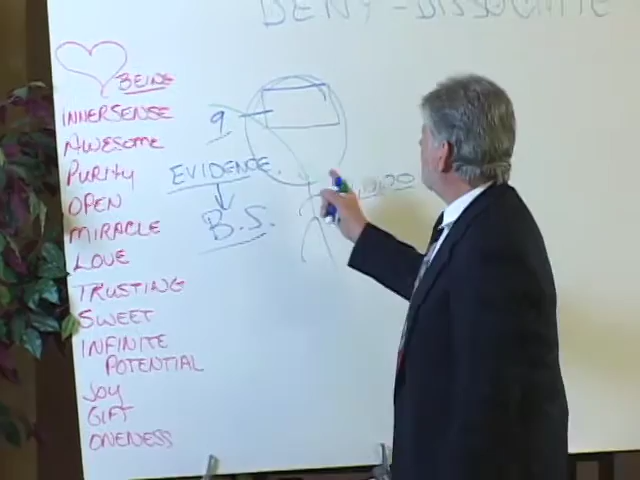 DENY - DISSOCIATE
BEING
INNERSENSE
AWESOME
PURITY
OPEN
MIRACLE
LOVE
TRUSTING
SWEET
INFINITE
POTENTIAL
JOY
GIFT
ONENESS
9
EVIDENCE
B.S.